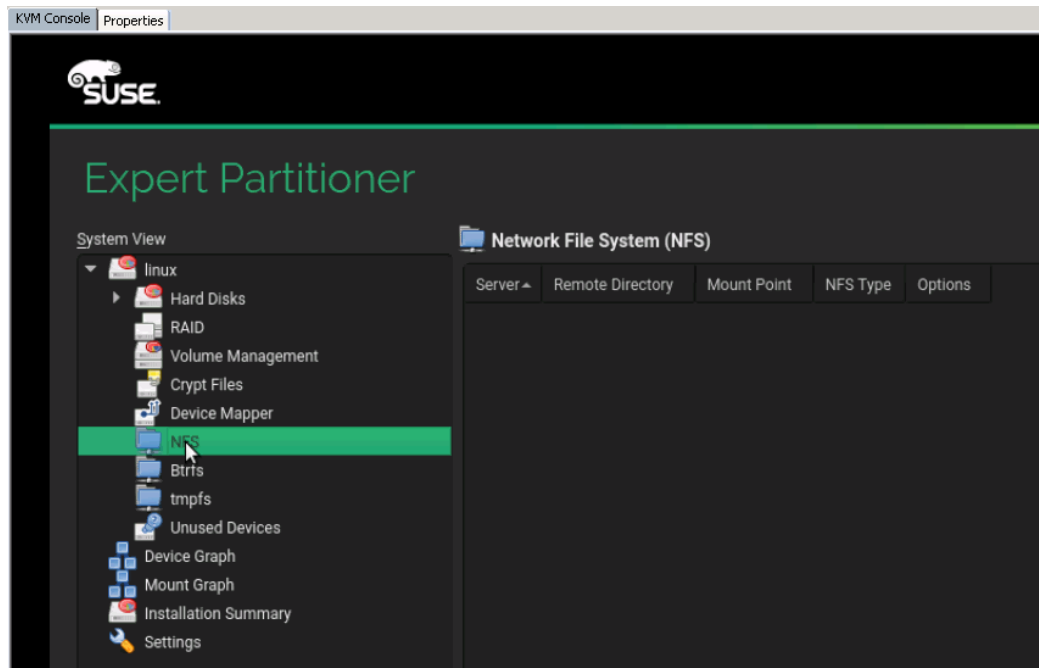 KVM Console Properties
SUSE.
Expert Partitioner
System View
Network File System (NFS)
linux
Server Remote Directory Mount Point NFS Type Options
Hard Disks
RAID
Volume Management
Crypt Files
Device Mapper
NFS
Btrfs
tmpfs
Unused Devices
Device Graph
Mount Graph
Installation Summary
Settings